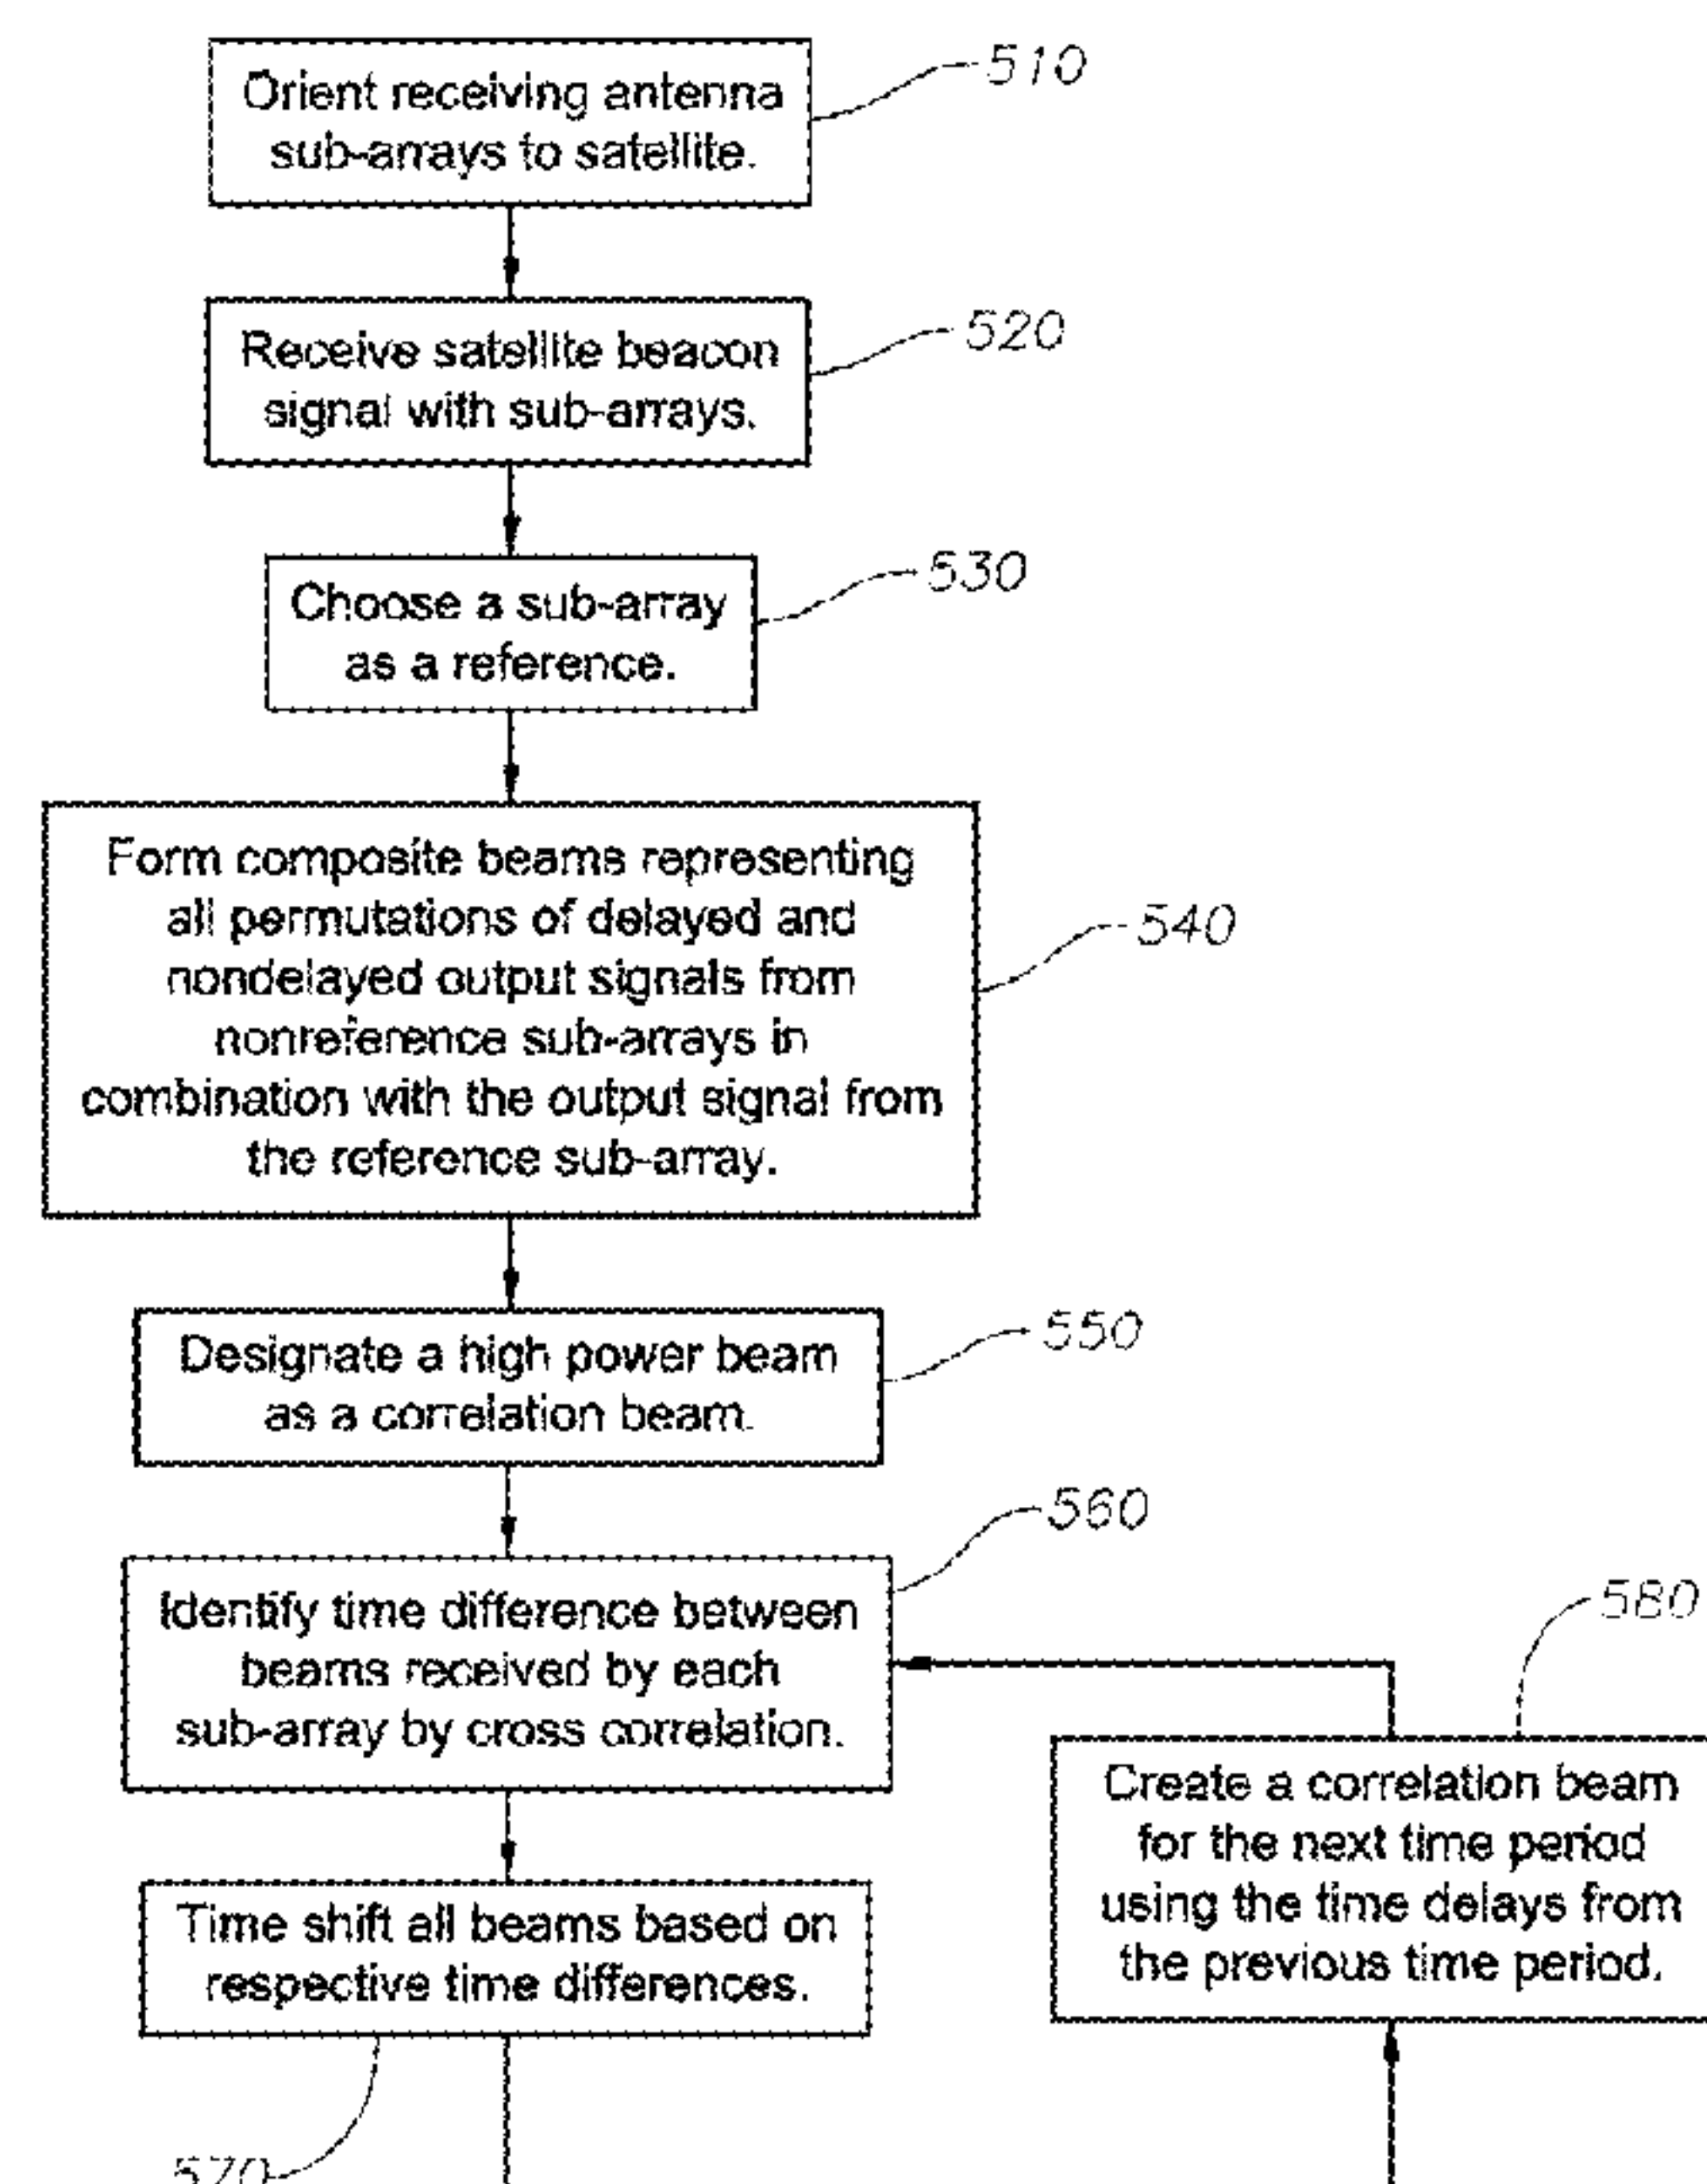 Orient receiving antenna
sub-arrays to satellite.
510
Receive satellite beacon
signal with sub-arrays.
520
Choose a sub-array
as a reference.
530
Form composite beams representing
all permutations of delayed and
nondelayed output signals from
nonreference sub-arrays in
combination with the output signal from
the reference sub-array.
540
Designate a high power beam
as a correlation beam.
550
Identify time difference between
beams received by each
sub-array by cross correlation.
560
Time shift all beams based on
respective time differences.
570
Create a correlation beam
for the next time period
using the time delays from
the previous time period.
580